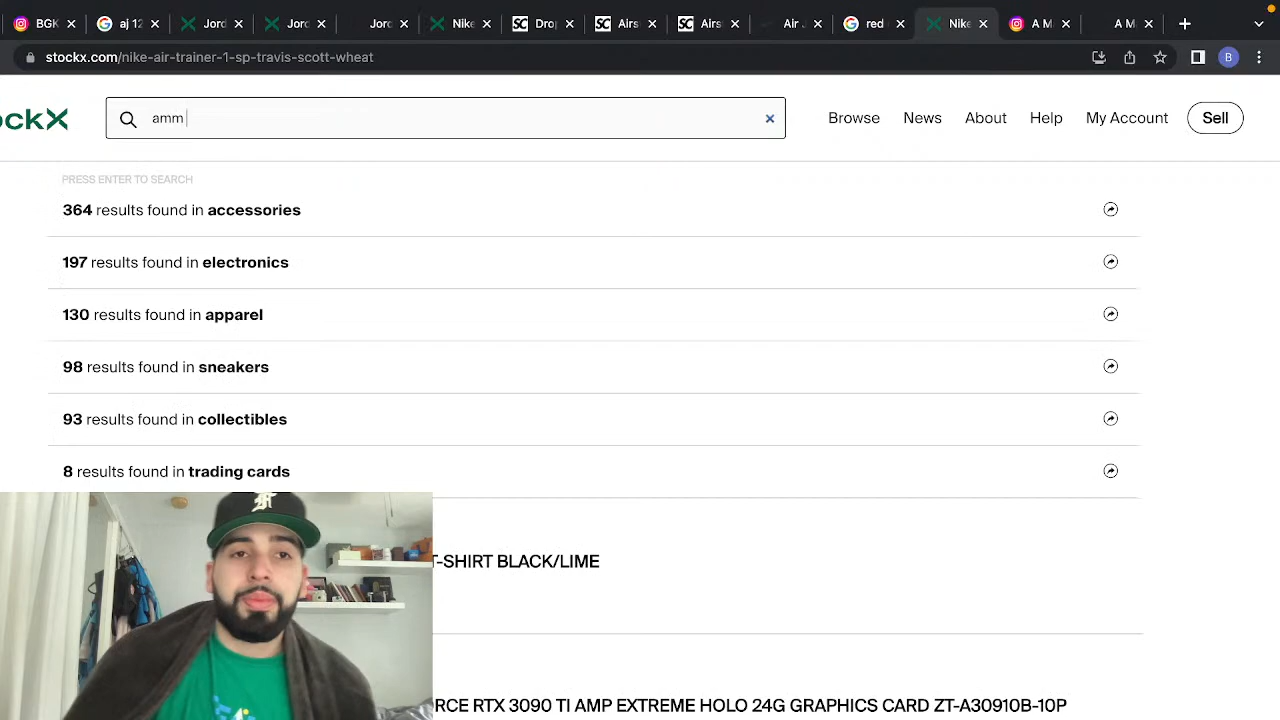 BGK
aj 12
Jord
Jord
Jord
Nike
SC Drop
SC Airs
SC Airs
Air J
red
Nike
A M
A M
stockx.com/nike-air-trainer-1-sp-travis-scott-wheat
ckX
amm
Browse
News
About
Help
My Account
Sell
PRESS ENTER TO SEARCH
364 results found in accessories
197 results found in electronics
130 results found in apparel
98 results found in sneakers
93 results found in collectibles
8 results found in trading cards
T-SHIRT BLACK/LIME
RCE RTX 3090 TI AMP EXTREME HOLO 24G GRAPHICS CARD ZT-A30910B-10P